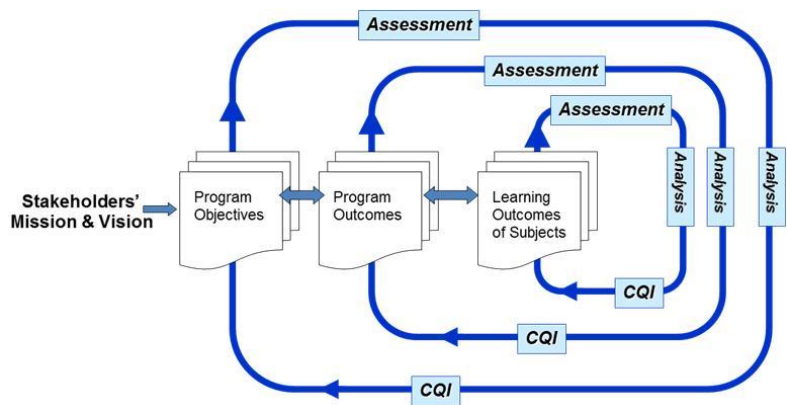 Assessment
Assessment
Assessment
Stakeholders'
Mission & Vision
Program
Objectives
Program
Outcomes
Learning
Outcomes
of Subjects
Analysis
Analysis
Analysis
CQI
CQI
CQI